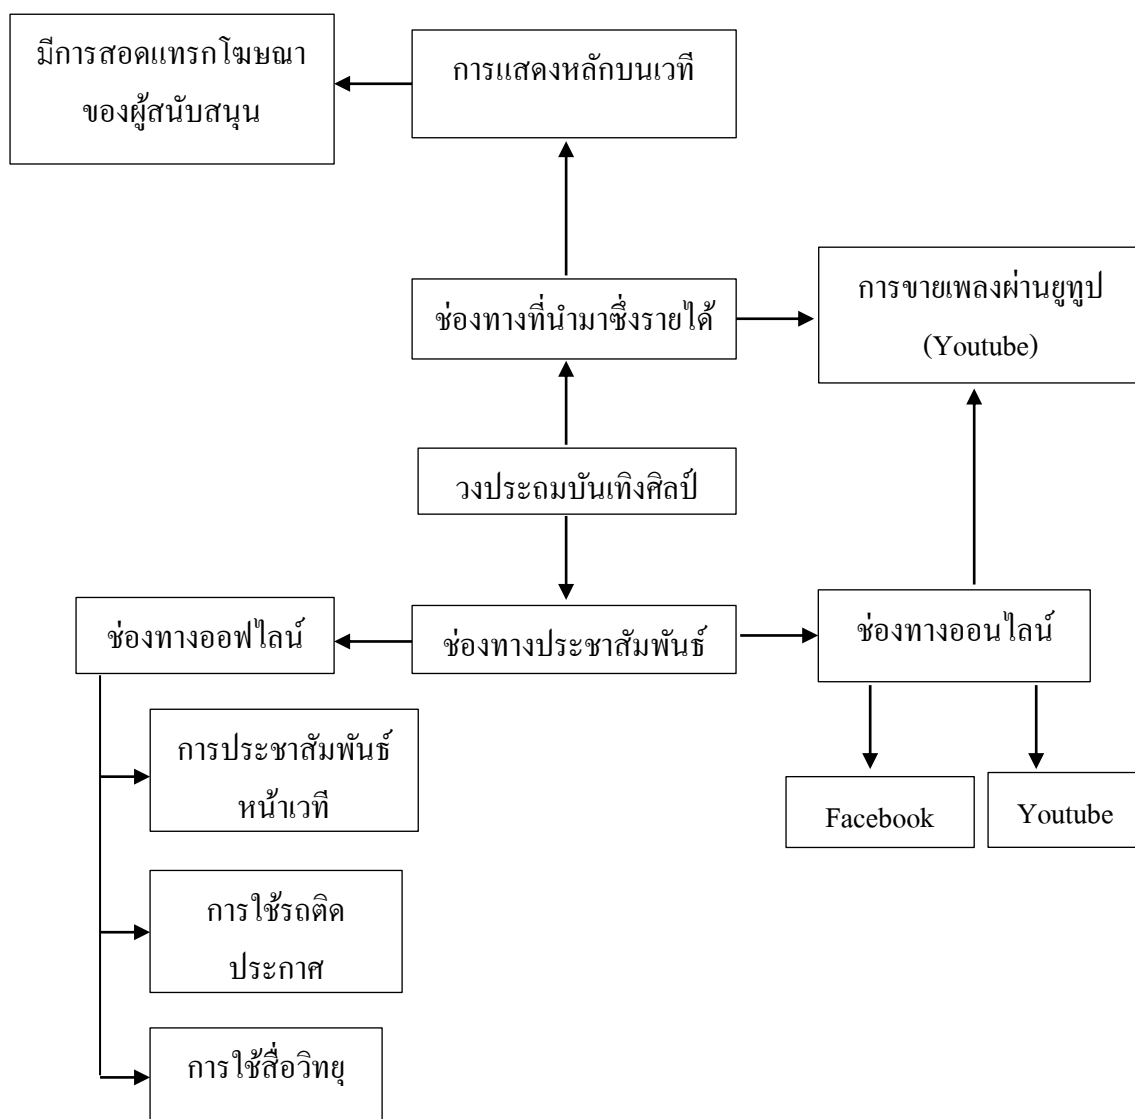 มีการสอดแทรกโฆษณา
ของผู้สนับสนุน
การแสดงหลักบนเวที
ช่องทางที่นำมาซึ่งรายได้
การขายเพลงผ่านยูทูป
(Youtube)
วงประถมบันเทิงศิลป์
ช่องทางออฟไลน์
ช่องทางประชาสัมพันธ์
ช่องทางออนไลน์
การประชาสัมพันธ์
หน้าเวที
Facebook
Youtube
การใช้รถติด
ประกาศ
การใช้สื่อวิทยุ